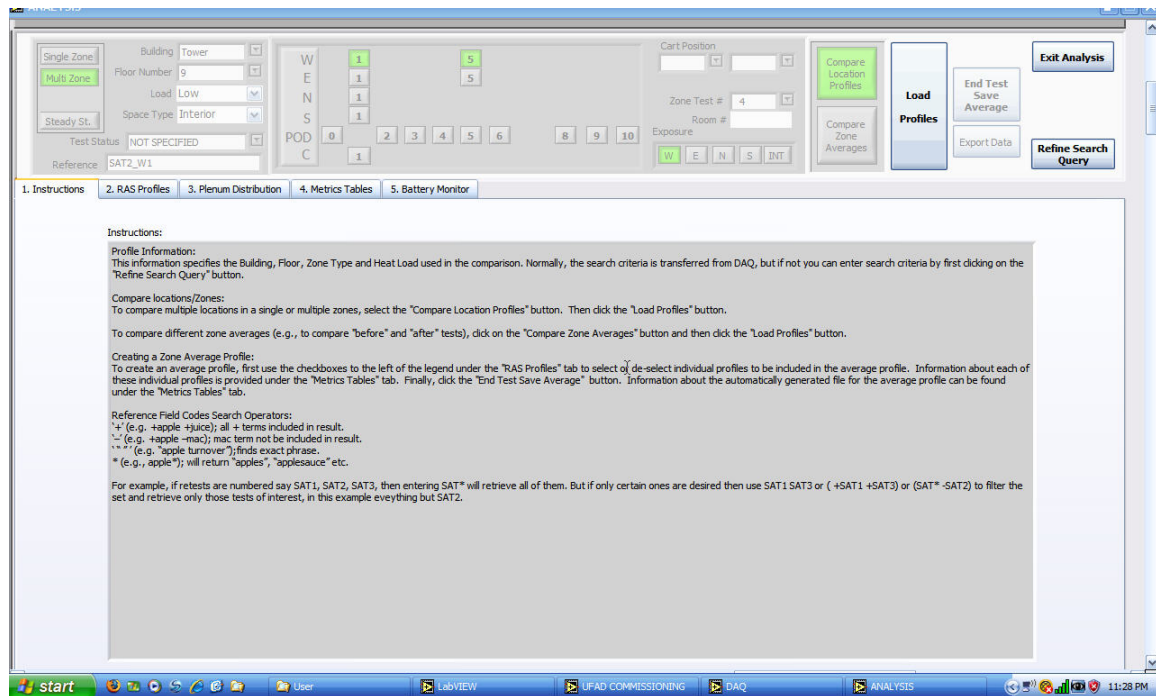 ANALYSIS
Single Zone
Multi Zone
Steady St.
Building Tower
Floor Number 9
Load Low
Space Type Interior
Test Status NOT SPECIFIED
Reference SAT2_W1
W 1 5
E 1 5
N 1
S 1
POD 0 2 3 4 5 6 8 9 10
C 1
Cart Position
Zone Test # 4
Room #
Exposure
W E N S INT
Compare
Location
Profiles
Compare
Zone
Averages
Load
Profiles
End Test
Save
Average
Export Data
Exit Analysis
Refine Search
Query
1. Instructions 2. RAS Profiles 3. Plenum Distribution 4. Metrics Tables 5. Battery Monitor
Instructions:
Profile Information:
This information specifies the Building, Floor, Zone Type and Heat Load used in the comparison. Normally, the search criteria is transferred from DAQ, but if not you can enter search criteria by first clicking on the
"Refine Search Query" button.
Compare locations/Zones:
To compare multiple locations in a single or multiple zones, select the "Compare Location Profiles" button. Then click the "Load Profiles" button.
To compare different zone averages (e.g., to compare "before" and "after" tests), click on the "Compare Zone Averages" button and then click the "Load Profiles" button.
Creating a Zone Average Profile:
To create an average profile, first use the checkboxes to the left of the legend under the "RAS Profiles" tab to select or de-select individual profiles to be included in the average profile. Information about each of
these individual profiles is provided under the "Metrics Tables" tab. Finally, click the "End Test Save Average" button. Information about the automatically generated file for the average profile can be found
under the "Metrics Tables" tab.
Reference Field Codes Search Operators:
'+' (e.g. +apple +juice); all + terms included in result.
'–' (e.g. +apple –mac); mac term not be included in result.
' " " ' (e.g. "apple turnover");finds exact phrase.
* (e.g., apple*); will return "apples", "applesauce" etc.
For example, if retests are numbered say SAT1, SAT2, SAT3, then entering SAT* will retrieve all of them. But if only certain ones are desired then use SAT1 SAT3 or ( +SAT1 +SAT3) or (SAT* -SAT2) to filter the
set and retrieve only those tests of interest, in this example eveything but SAT2.
start User LabVIEW UFAD COMMISSIONING DAQ ANALYSIS 11:28 PM